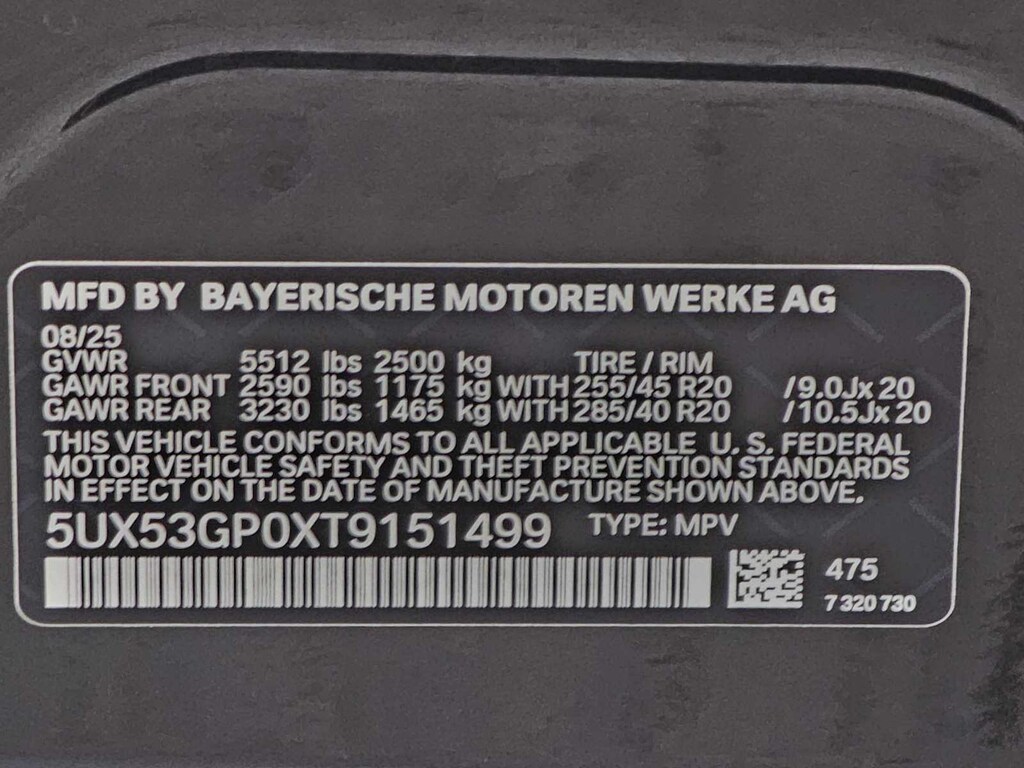 MFD BY BAYERISCHE MOTOREN WERKE AG
08/25
GVWR 5512 lbs 2500 kg TIRE / RIM
GAWR FRONT 2590 lbs 1175 kg WITH 255/45 R20 /9.0Jx 20
GAWR REAR 3230 lbs 1465 kg WITH 285/40 R20 /10.5Jx 20
THIS VEHICLE CONFORMS TO ALL APPLICABLE U. S. FEDERAL
MOTOR VEHICLE SAFETY AND THEFT PREVENTION STANDARDS
IN EFFECT ON THE DATE OF MANUFACTURE SHOWN ABOVE.
5UX53GP0XT9151499 TYPE: MPV
475
7 320 730